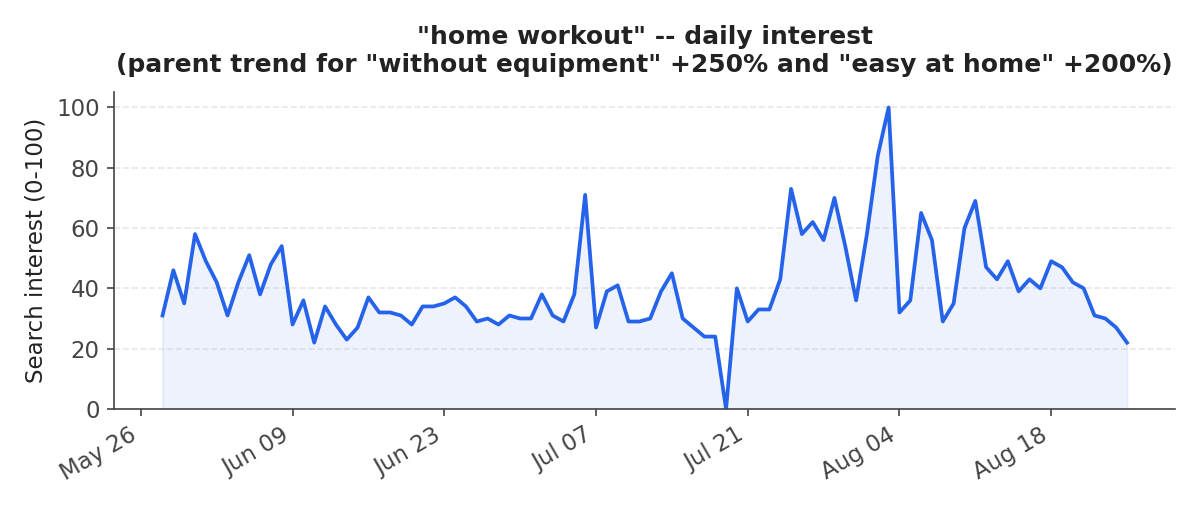 "home workout" -- daily interest
(parent trend for "without equipment" +250% and "easy at home" +200%)
Search interest (0-100)
100
80
60
40
20
0
May 26
Jun 09
Jun 23
Jul 07
Jul 21
Aug 04
Aug 18